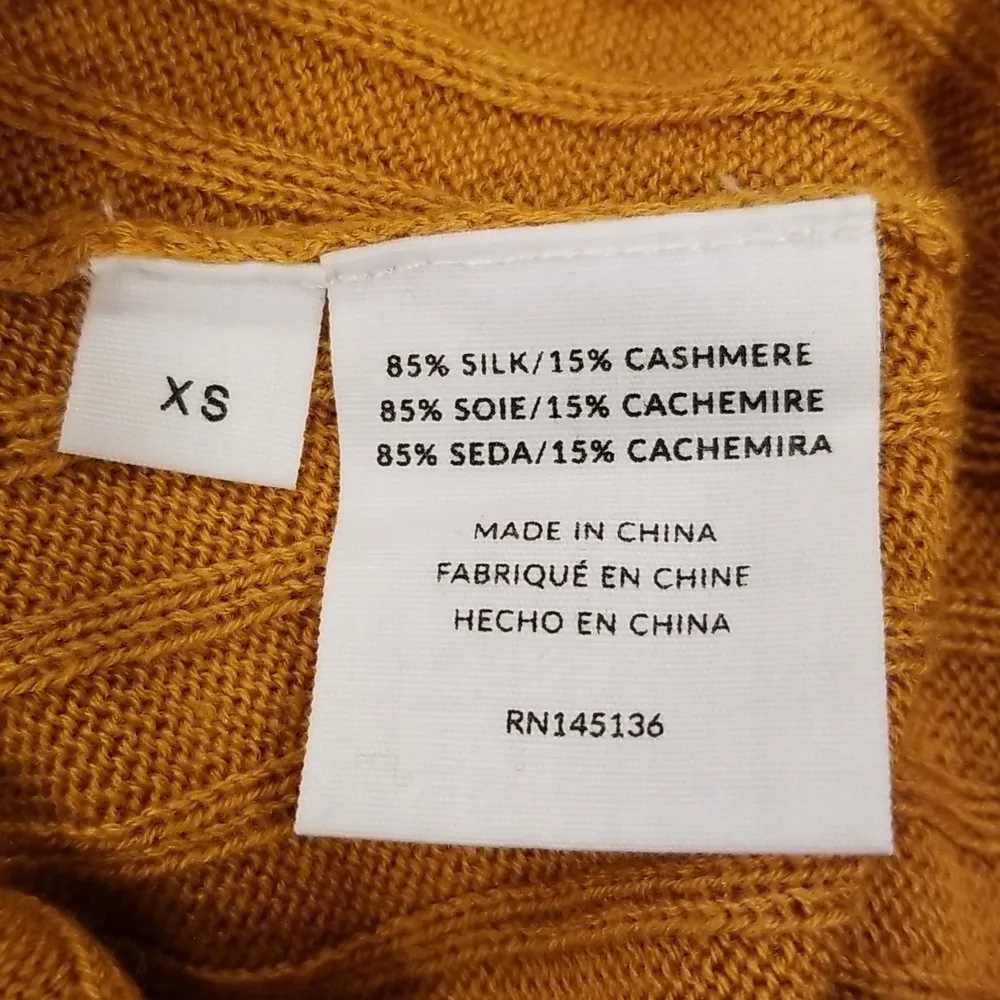 XS
85% SILK/15% CASHMERE
85% SOIE/15% CACHEMIRE
85% SEDA/15% CACHEMIRA
MADE IN CHINA
FABRIQUÉ EN CHINE
HECHO EN CHINA
RN145136